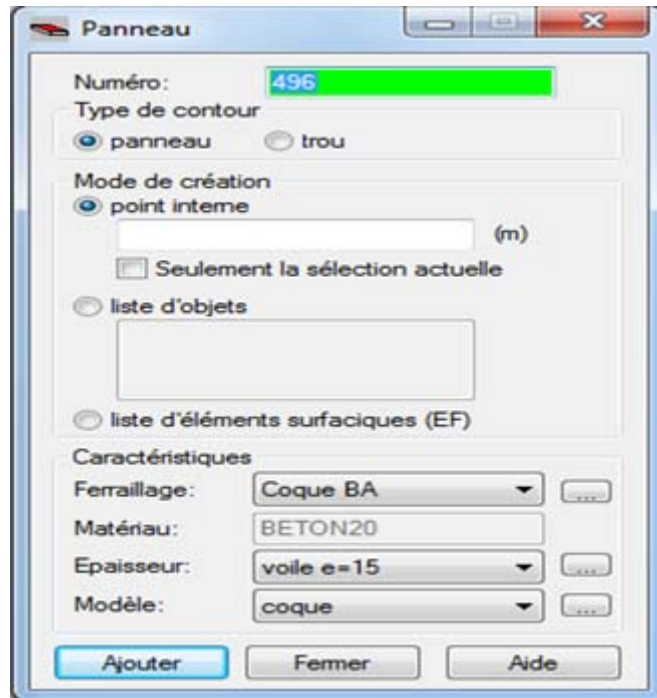 Panneau
Numéro: 496
Type de contour
panneau trou
Mode de création
point interne
(m)
Seulement la sélection actuelle
liste d'objets
liste d'éléments surfaciques (EF)
Caractéristiques
Ferraillage: Coque BA ...
Matériau: BETON20
Epaisseur: voile e=15 ...
Modèle: coque ...
Ajouter Fermer Aide